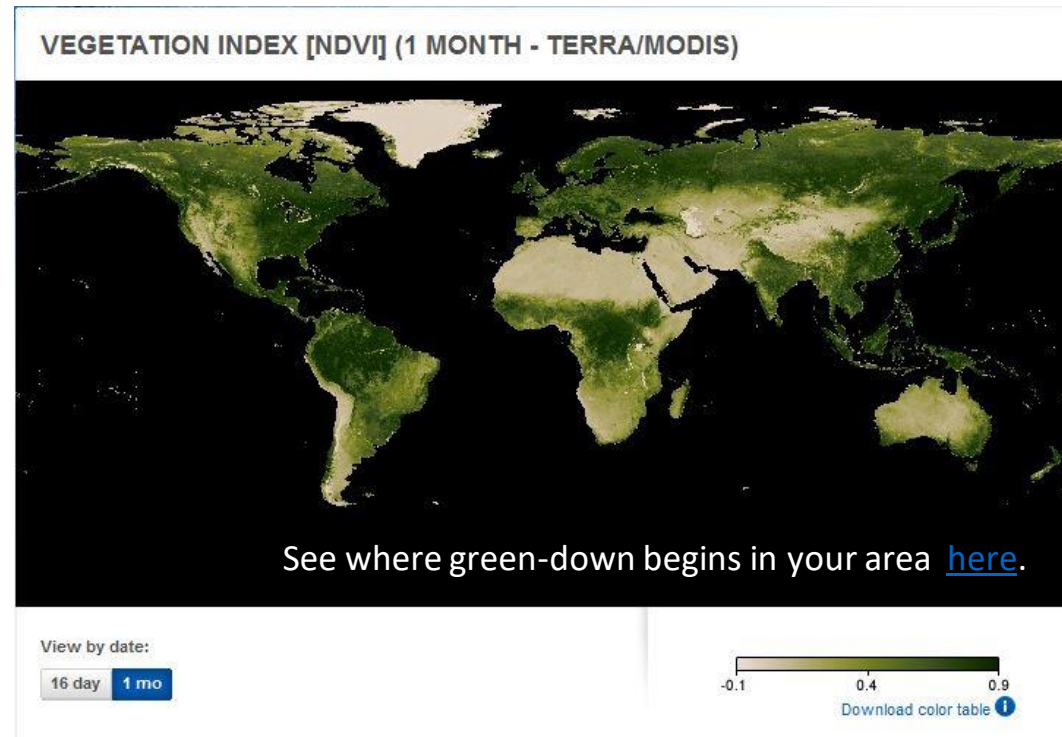 VEGETATION INDEX [NDVI] (1 MONTH - TERRA/MODIS)
See where green-down begins in your area here.
View by date:
16 day 1 mo
-0.1 0.4 0.9
Download color table i